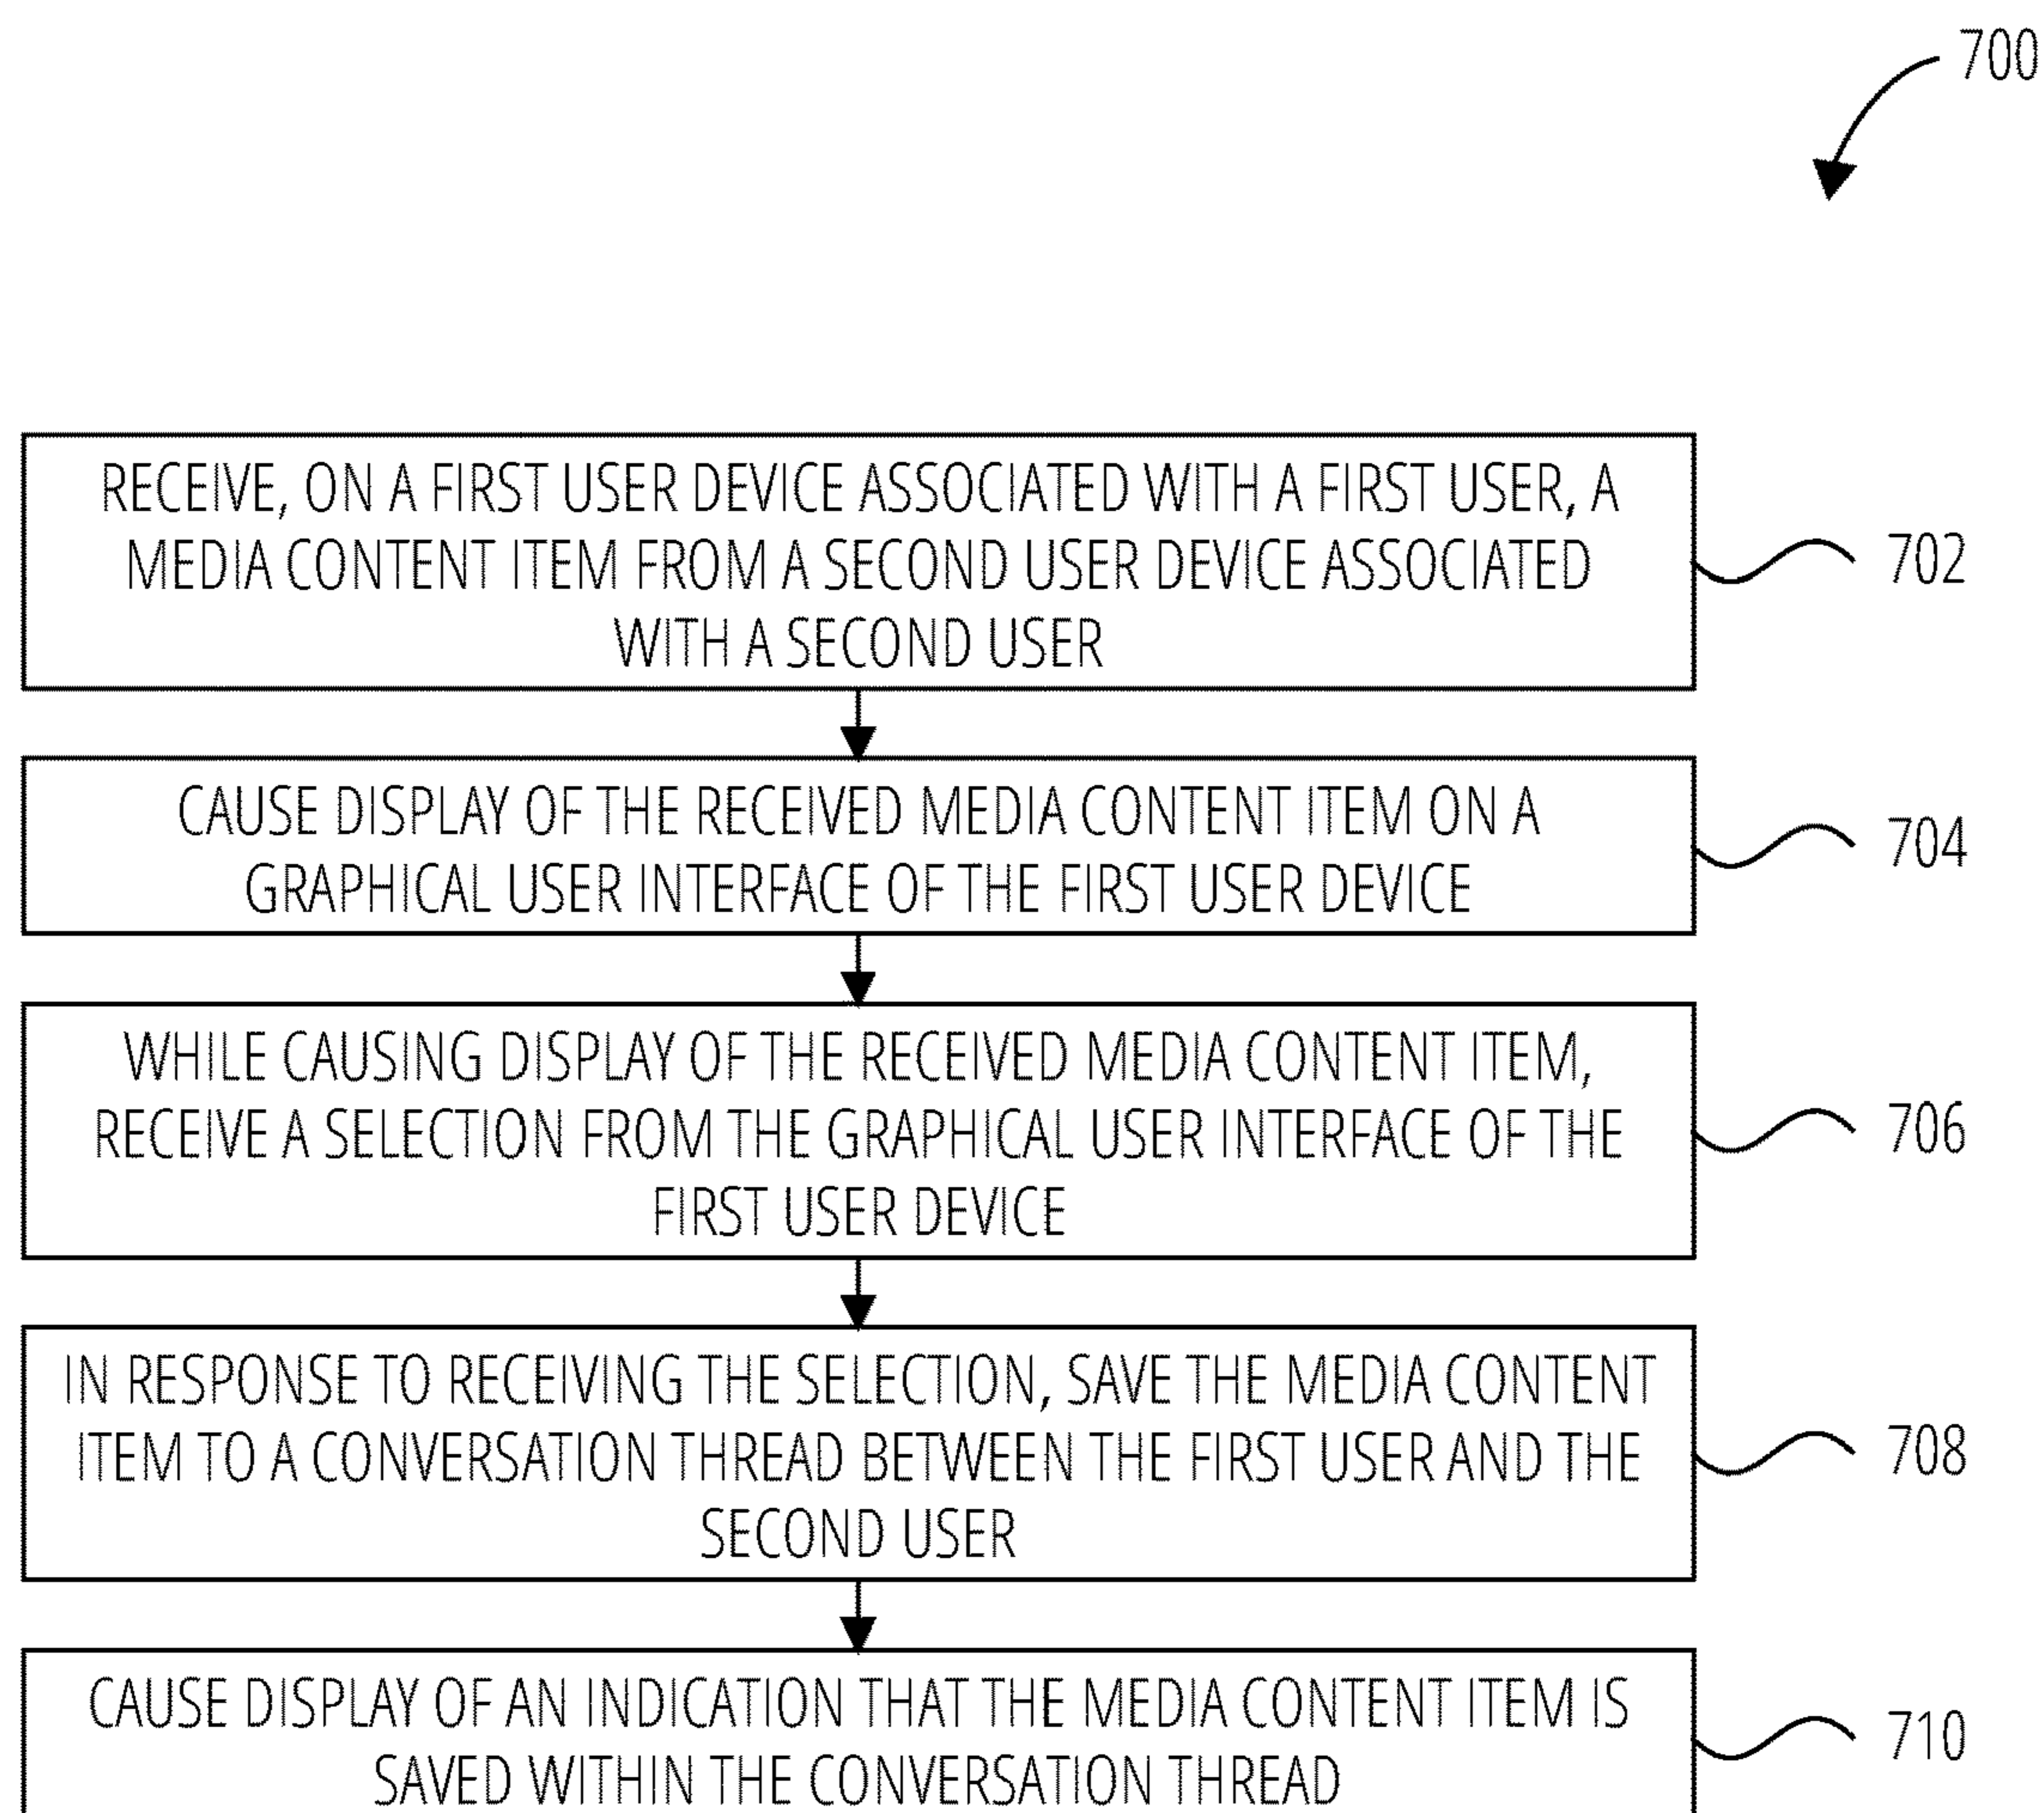 700
RECEIVE, ON A FIRST USER DEVICE ASSOCIATED WITH A FIRST USER, A
MEDIA CONTENT ITEM FROM A SECOND USER DEVICE ASSOCIATED
WITH A SECOND USER
702
CAUSE DISPLAY OF THE RECEIVED MEDIA CONTENT ITEM ON A
GRAPHICAL USER INTERFACE OF THE FIRST USER DEVICE
704
WHILE CAUSING DISPLAY OF THE RECEIVED MEDIA CONTENT ITEM,
RECEIVE A SELECTION FROM THE GRAPHICAL USER INTERFACE OF THE
FIRST USER DEVICE
706
IN RESPONSE TO RECEIVING THE SELECTION, SAVE THE MEDIA CONTENT
ITEM TO A CONVERSATION THREAD BETWEEN THE FIRST USER AND THE
SECOND USER
708
CAUSE DISPLAY OF AN INDICATION THAT THE MEDIA CONTENT ITEM IS
SAVED WITHIN THE CONVERSATION THREAD
710